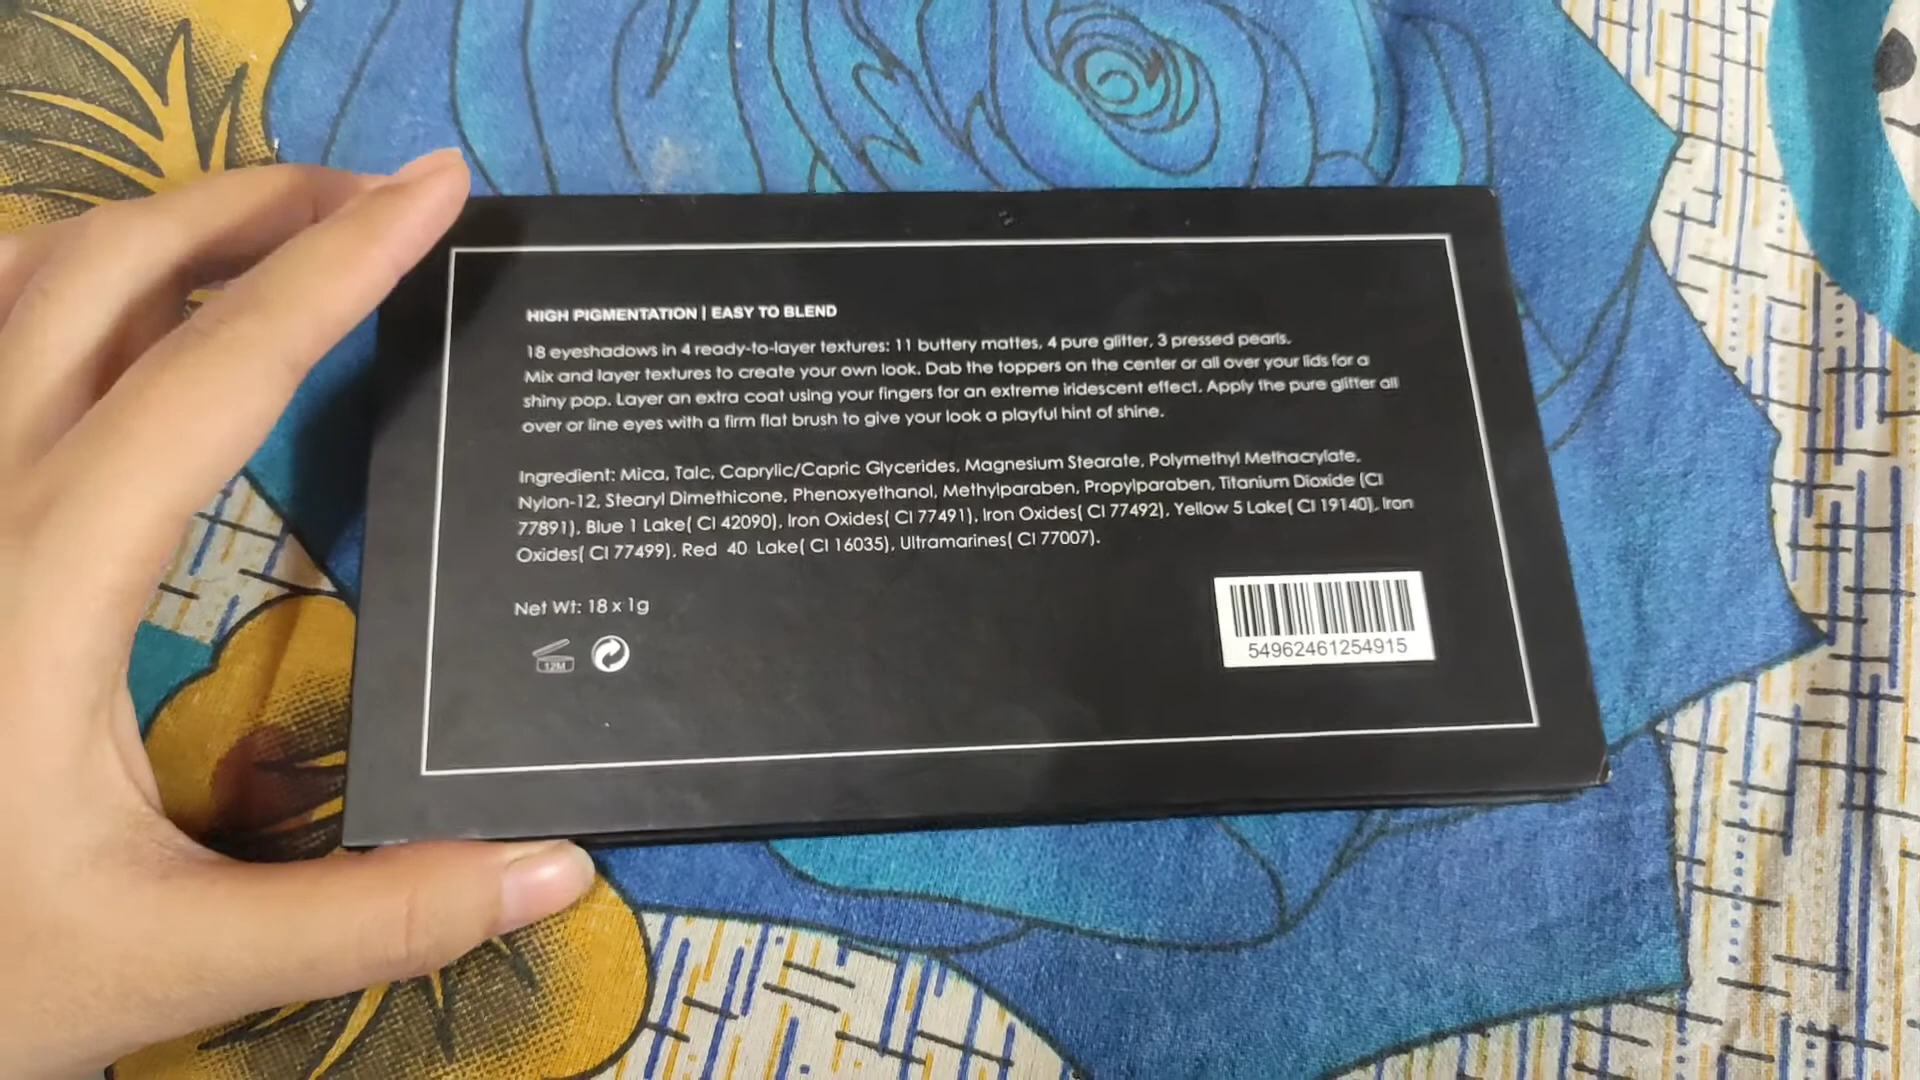 HIGH PIGMENTATION | EASY TO BLEND
18 eyeshadows in 4 ready-to-layer textures: 11 buttery mattes, 4 pure glitter, 3 pressed pearls.
Mix and layer textures to create your own look. Dab the toppers on the center or all over your lids for a
shiny pop. Layer an extra coat using your fingers for an extreme iridescent effect. Apply the pure glitter all
over or line eyes with a firm flat brush to give your look a playful hint of shine.
Ingredient: Mica, Talc, Caprylic/Capric Glycerides, Magnesium Stearate, Polymethyl Methacrylate,
Nylon-12, Stearyl Dimethicone, Phenoxyethanol, Methylparaben, Propylparaben, Titanium Dioxide (CI
77891), Blue 1 Lake( CI 42090), Iron Oxides( CI 77491), Iron Oxides( CI 77492), Yellow 5 Lake( CI 19140), Iron
Oxides( CI 77499), Red 40 Lake( CI 16035), Ultramarines( CI 77007).
Net Wt: 18 x 1g
12M
54962461254915